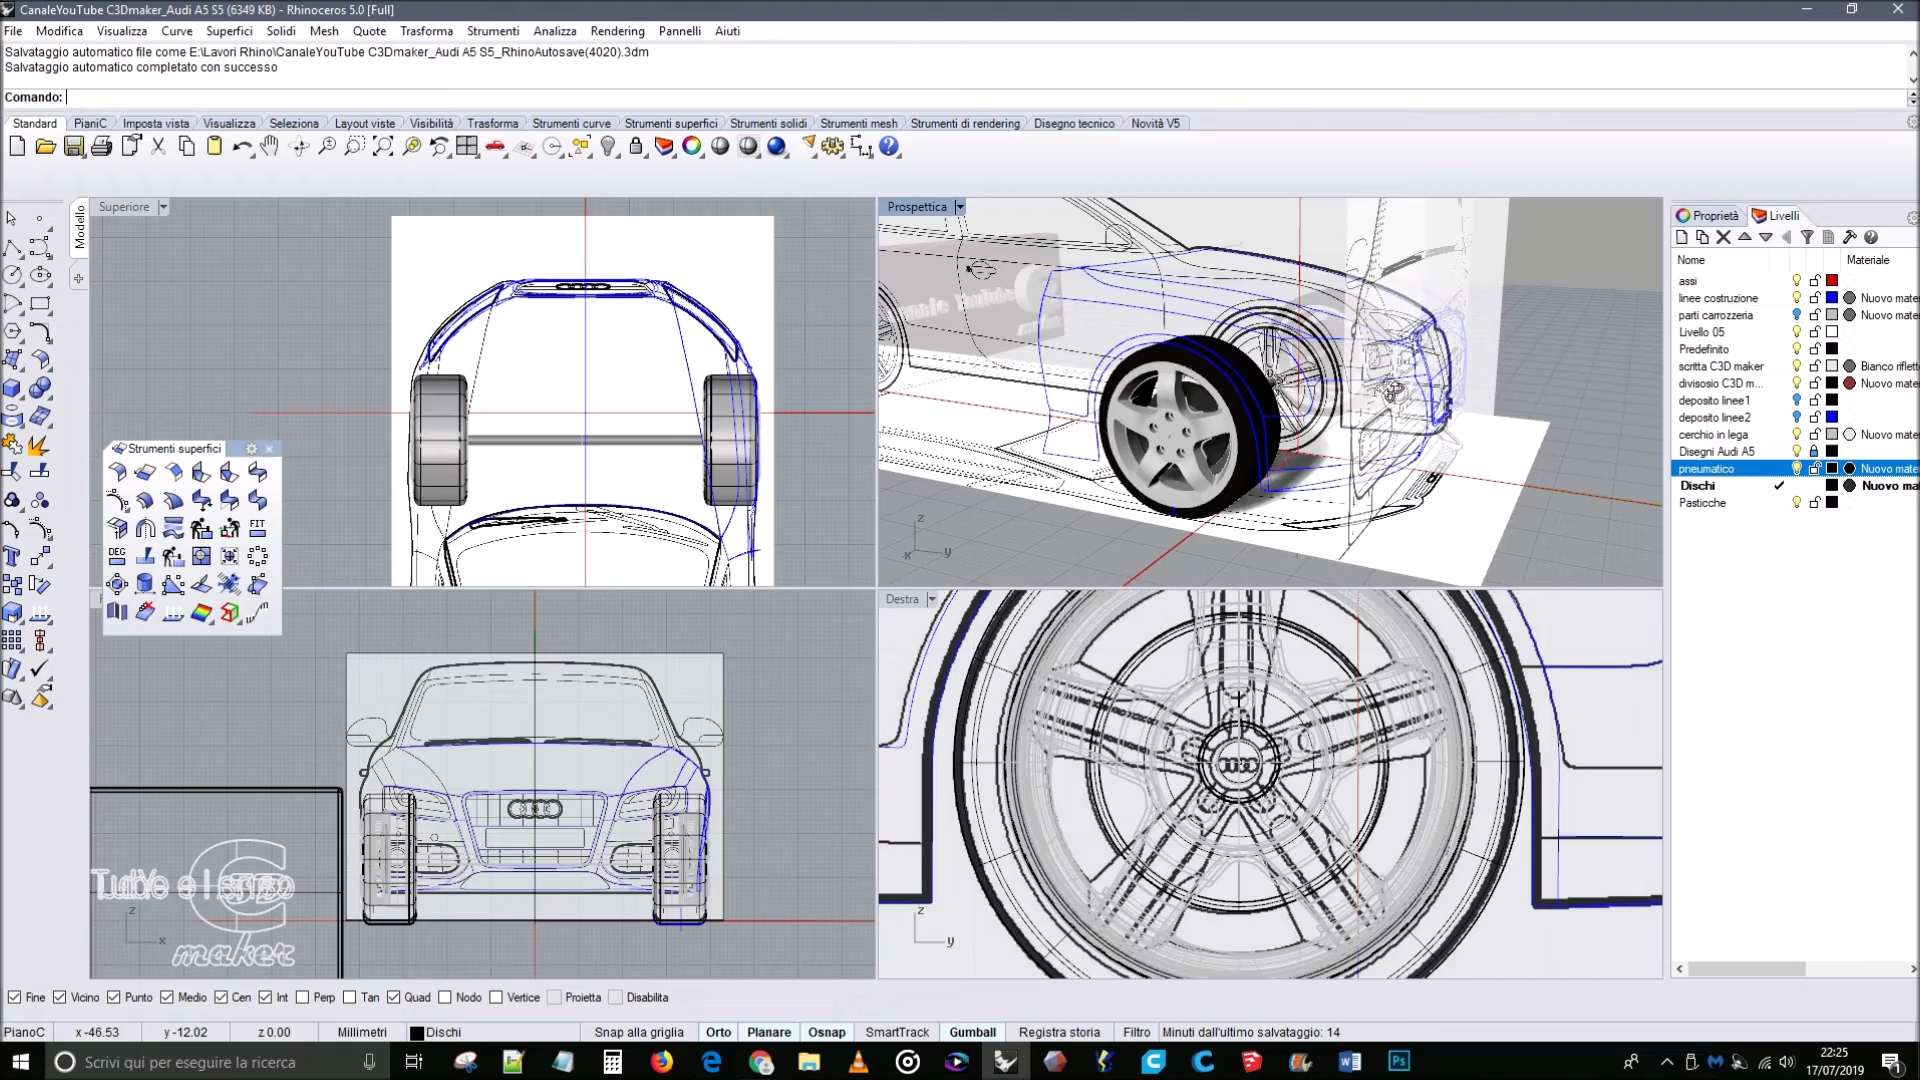 CanaleYouTube C3Dmaker_Audi A5 S5 (6349 KB) - Rhinoceros 5.0 [Full]
File Modifica Visualizza Curve Superfici Solidi Mesh Quote Trasforma Strumenti Analizza Rendering Pannelli Aiuti
Salvataggio automatico file come E:\Lavori Rhino\CanaleYouTube C3Dmaker_Audi A5 S5_RhinoAutosave(4020).3dm
Salvataggio automatico completato con successo
Comando:
Standard PianiC Imposta vista Visualizza Seleziona Layout viste Visibilità Trasforma Strumenti curve Strumenti superfici Strumenti solidi Strumenti mesh Strumenti di rendering Disegno tecnico Novità V5
Modello
Superiore
Prospettica
Proprietà Livelli
Nome Materiale
assi
linee costruzione Nuovo mate
parti carrozzeria Nuovo mate
Livello 05
Predefinito
scritta C3D maker Bianco rifletto
divisosio C3D m... Nuovo mate
deposito linee1
deposito linee2
cerchio in lega Nuovo mate
Disegni Audi A5
pneumatico Nuovo mate
Dischi Nuovo mat
Pasticche
Strumenti superfici
FIT
DEG
z
x y
Destra
maker
z
x
z
y
Fine Vicino Punto Medio Cen Int Perp Tan Quad Nodo Vertice Proietta Disabilita
PianoC x -46.53 y -12.02 z 0.00 Millimetri Dischi Snap alla griglia Orto Planare Osnap SmartTrack Gumball Registra storia Filtro Minuti dall'ultimo salvataggio: 14
Scrivi qui per eseguire la ricerca
22:25
17/07/2019